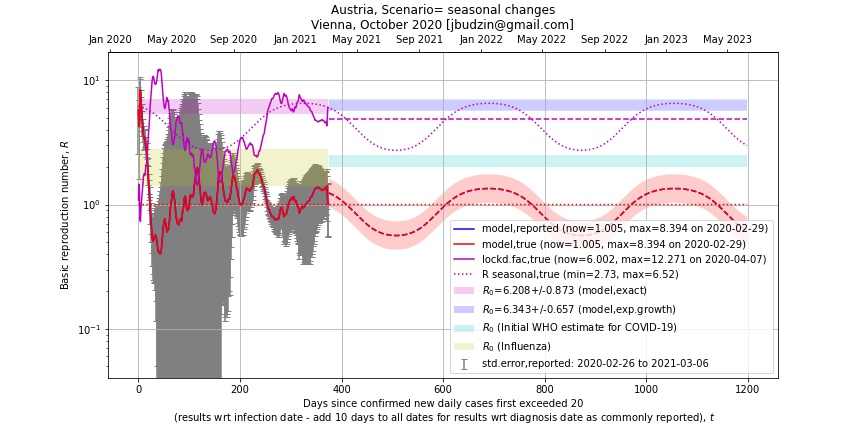 Austria, Scenario= seasonal changes
Vienna, October 2020 [jbudzin@gmail.com]
Jan 2020 May 2020 Sep 2020 Jan 2021 May 2021 Sep 2021 Jan 2022 May 2022 Sep 2022 Jan 2023 May 2023
Basic reproduction number, R
10¹
10⁰
10⁻¹
model,reported (now=1.005, max=8.394 on 2020-02-29)
model,true (now=1.005, max=8.394 on 2020-02-29)
lockd.fac,true (now=6.002, max=12.271 on 2020-04-07)
R seasonal,true (min=2.73, max=6.52)
R₀=6.208+/-0.873 (model,exact)
R₀=6.343+/-0.657 (model,exp.growth)
R₀ (Initial WHO estimate for COVID-19)
R₀ (Influenza)
std.error,reported: 2020-02-26 to 2021-03-06
0 200 400 600 800 1000 1200
Days since confirmed new daily cases first exceeded 20
(results wrt infection date - add 10 days to all dates for results wrt diagnosis date as commonly reported), t